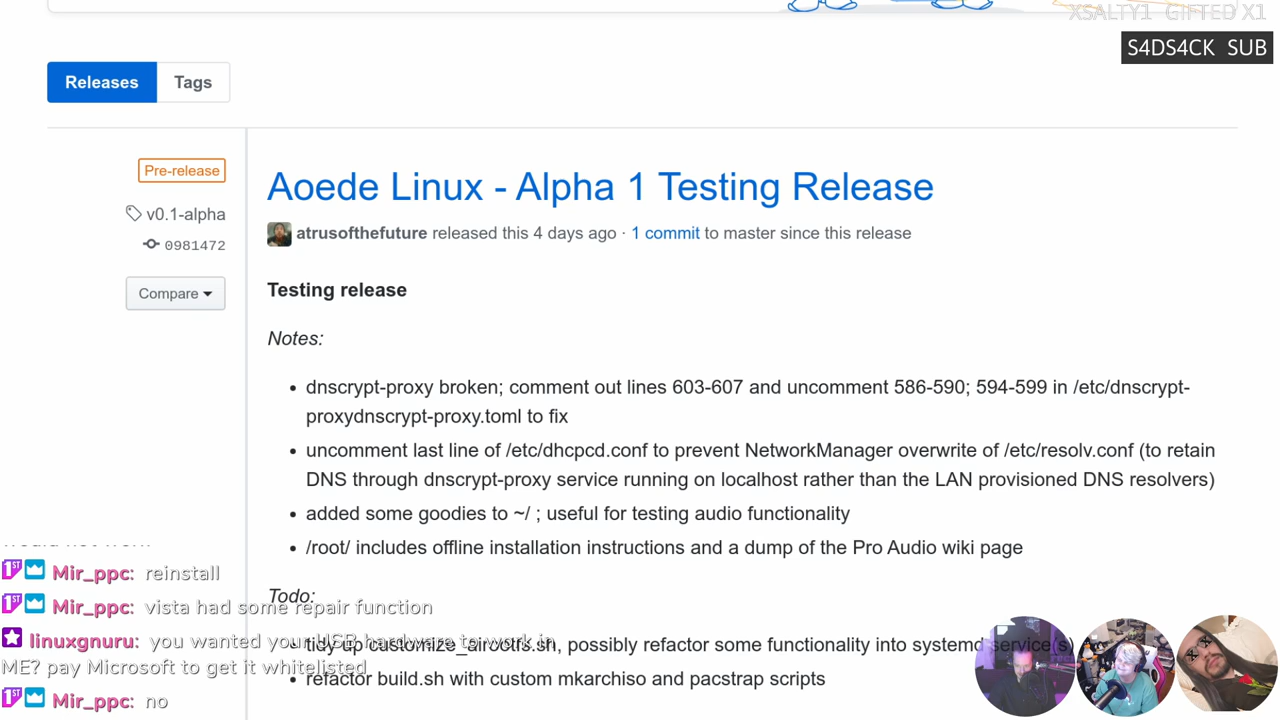 XSALTY1 GIFTED X1
S4DS4CK SUB
Releases
Tags
Pre-release
v0.1-alpha
0981472
Compare
Aoede Linux - Alpha 1 Testing Release
atrusofthefuture released this 4 days ago · 1 commit to master since this release
Testing release
Notes:
• dnscrypt-proxy broken; comment out lines 603-607 and uncomment 586-590; 594-599 in /etc/dnscrypt-
proxydnscrypt-proxy.toml to fix
• uncomment last line of /etc/dhcpcd.conf to prevent NetworkManager overwrite of /etc/resolv.conf (to retain
DNS through dnscrypt-proxy service running on localhost rather than the LAN provisioned DNS resolvers)
• added some goodies to ~/ ; useful for testing audio functionality
• /root/ includes offline installation instructions and a dump of the Pro Audio wiki page
Todo:
• tidy up customize_airootfs.sh, possibly refactor some functionality into systemd service(s)
• refactor build.sh with custom mkarchiso and pacstrap scripts
Mir_ppc: reinstall
Mir_ppc: vista had some repair function
linuxgnuru: you wanted your USB hardware to work in
ME? pay Microsoft to get it whitelisted
Mir_ppc: no